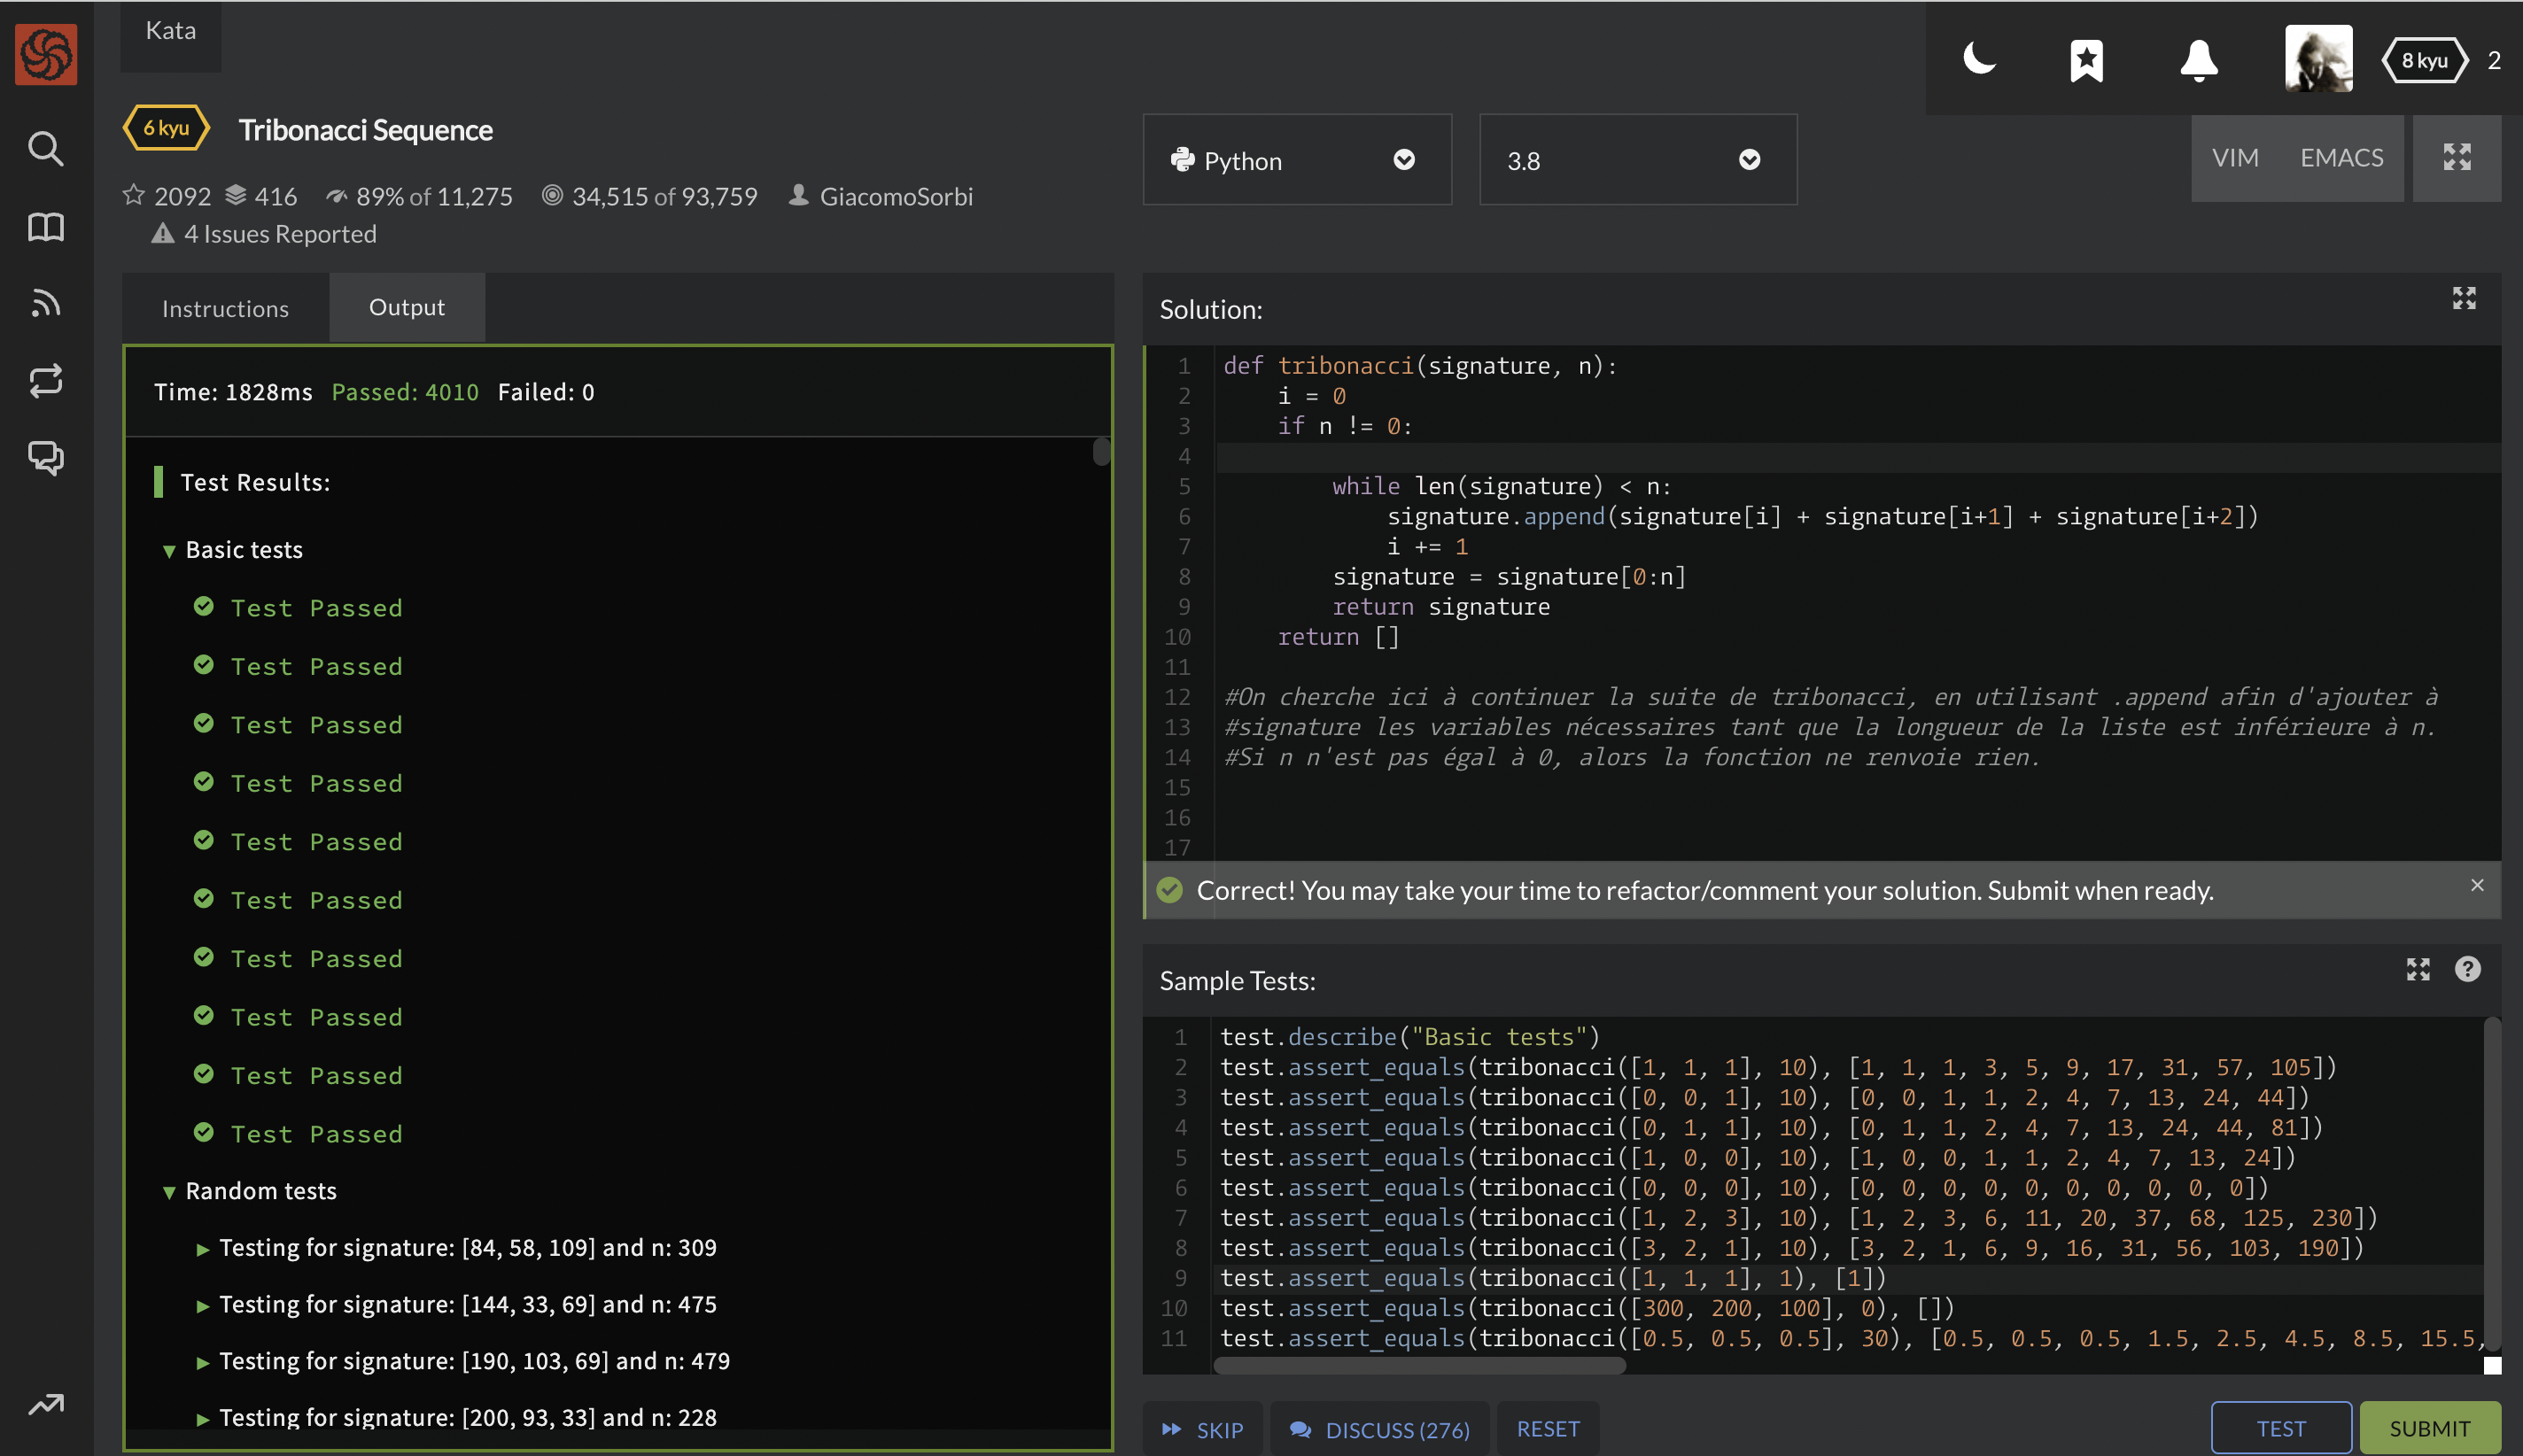 Kata
8 kyu 2
6 kyu Tribonacci Sequence
2092 416 89% of 11,275 34,515 of 93,759 GiacomoSorbi
4 Issues Reported
Python
3.8
VIM EMACS
Instructions Output
Time: 1828ms Passed: 4010 Failed: 0
Test Results:
▼ Basic tests
Test Passed
Test Passed
Test Passed
Test Passed
Test Passed
Test Passed
Test Passed
Test Passed
Test Passed
Test Passed
▼ Random tests
▶ Testing for signature: [84, 58, 109] and n: 309
▶ Testing for signature: [144, 33, 69] and n: 475
▶ Testing for signature: [190, 103, 69] and n: 479
▶ Testing for signature: [200, 93, 33] and n: 228
Solution:
1 def tribonacci(signature, n):
2     i = 0
3     if n != 0:
4
5         while len(signature) < n:
6             signature.append(signature[i] + signature[i+1] + signature[i+2])
7             i += 1
8         signature = signature[0:n]
9         return signature
10     return []
11
12 #On cherche ici à continuer la suite de tribonacci, en utilisant .append afin d'ajouter à
13 #signature les variables nécessaires tant que la longueur de la liste est inférieure à n.
14 #Si n n'est pas égal à 0, alors la fonction ne renvoie rien.
15
16
17
Correct! You may take your time to refactor/comment your solution. Submit when ready. ×
Sample Tests:
1 test.describe("Basic tests")
2 test.assert_equals(tribonacci([1, 1, 1], 10), [1, 1, 1, 3, 5, 9, 17, 31, 57, 105])
3 test.assert_equals(tribonacci([0, 0, 1], 10), [0, 0, 1, 1, 2, 4, 7, 13, 24, 44])
4 test.assert_equals(tribonacci([0, 1, 1], 10), [0, 1, 1, 2, 4, 7, 13, 24, 44, 81])
5 test.assert_equals(tribonacci([1, 0, 0], 10), [1, 0, 0, 1, 1, 2, 4, 7, 13, 24])
6 test.assert_equals(tribonacci([0, 0, 0], 10), [0, 0, 0, 0, 0, 0, 0, 0, 0, 0])
7 test.assert_equals(tribonacci([1, 2, 3], 10), [1, 2, 3, 6, 11, 20, 37, 68, 125, 230])
8 test.assert_equals(tribonacci([3, 2, 1], 10), [3, 2, 1, 6, 9, 16, 31, 56, 103, 190])
9 test.assert_equals(tribonacci([1, 1, 1], 1), [1])
10 test.assert_equals(tribonacci([300, 200, 100], 0), [])
11 test.assert_equals(tribonacci([0.5, 0.5, 0.5], 30), [0.5, 0.5, 0.5, 1.5, 2.5, 4.5, 8.5, 15.5,
SKIP DISCUSS (276) RESET TEST SUBMIT